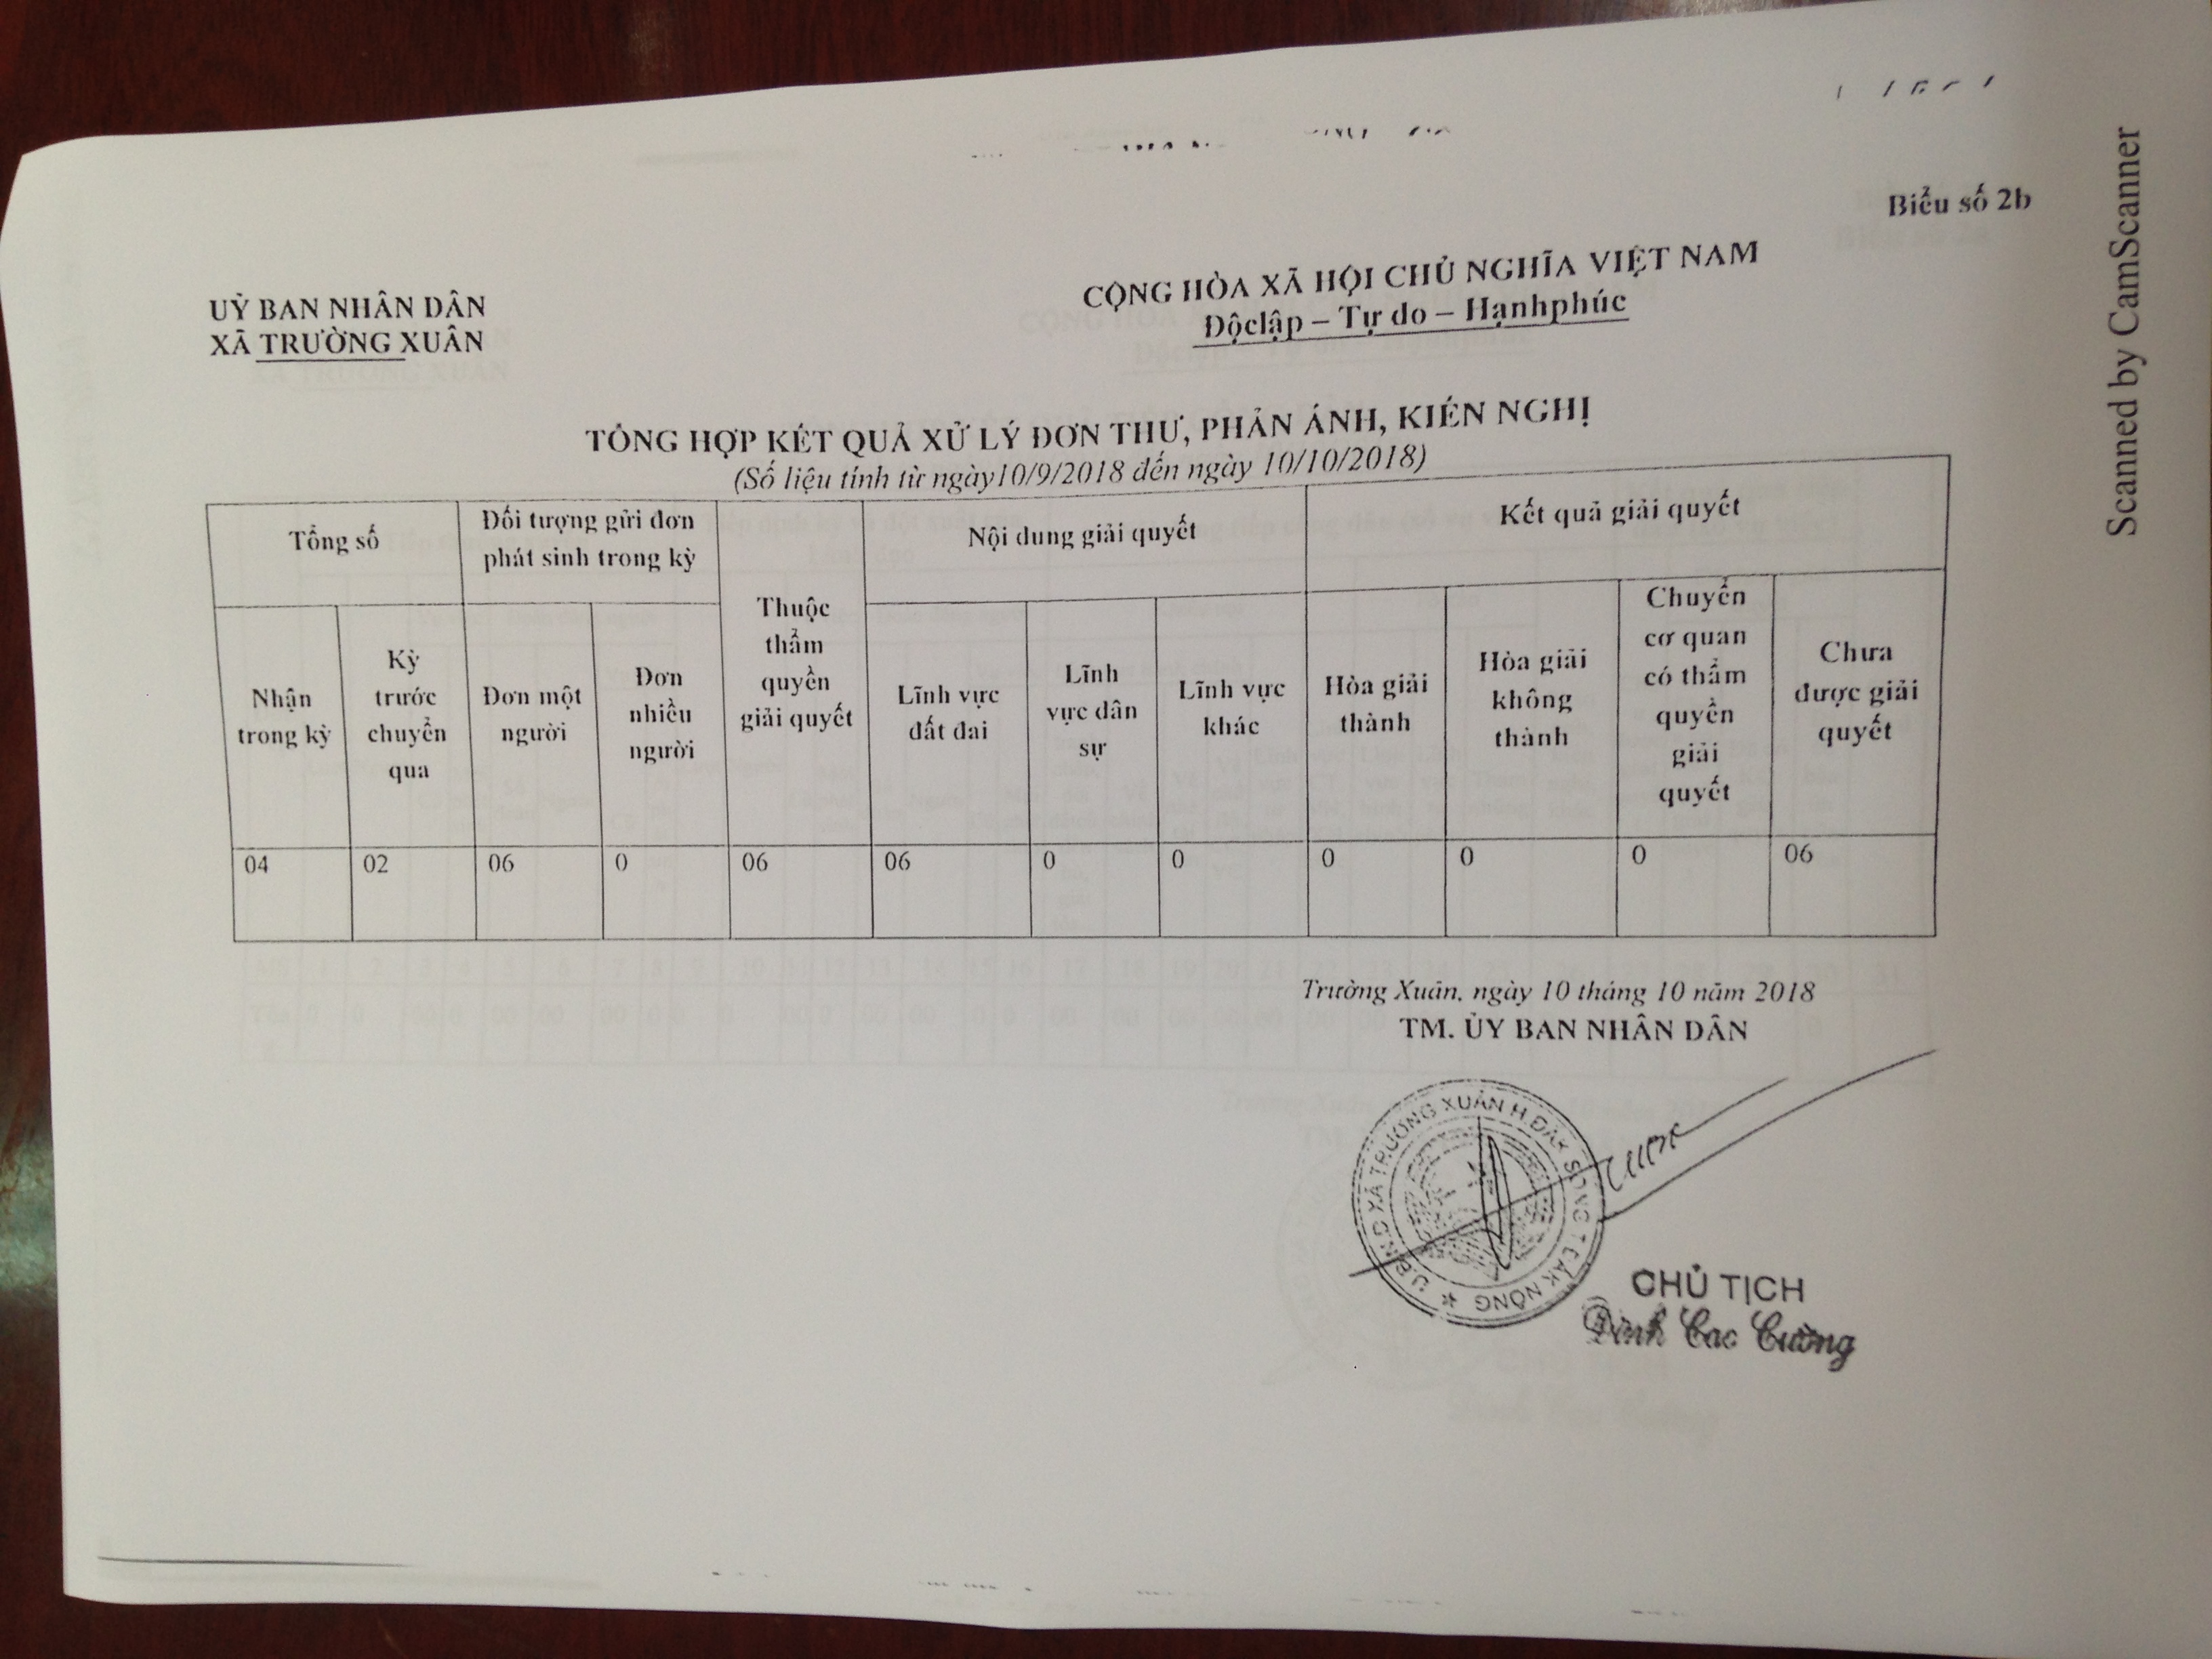 Biểu số 2b
UỶ BAN NHÂN DÂN
XÃ TRƯỜNG XUÂN
CỘNG HÒA XÃ HỘI CHỦ NGHĨA VIỆT NAM
Độclập – Tự do – Hạnhphúc
TỔNG HỢP KẾT QUẢ XỬ LÝ ĐƠN THƯ, PHẢN ÁNH, KIẾN NGHỊ
(Số liệu tính từ ngày10/9/2018 đến ngày 10/10/2018)
Tổng số
Đối tượng gửi đơn
phát sinh trong kỳ
Thuộc
thẩm
quyền
giải quyết
Nội dung giải quyết
Kết quả giải quyết
Nhận
trong kỳ
Kỳ
trước
chuyển
qua
Đơn một
người
Đơn
nhiều
người
Lĩnh vực
đất đai
Lĩnh
vực dân
sự
Lĩnh vực
khác
Hòa giải
thành
Hòa giải
không
thành
Chuyển
cơ quan
có thẩm
quyền
giải
quyết
Chưa
được giải
quyết
04 02 06 0 06 06 0 0 0 0 0 06
Trường Xuân, ngày 10 tháng 10 năm 2018
TM. ỦY BAN NHÂN DÂN
U.B.N.D XÃ TRƯỜNG XUÂN H.ĐĂK SONG T.ĐĂK NÔNG
CHỦ TỊCH
Đinh Cac Cường
Scanned by CamScanner